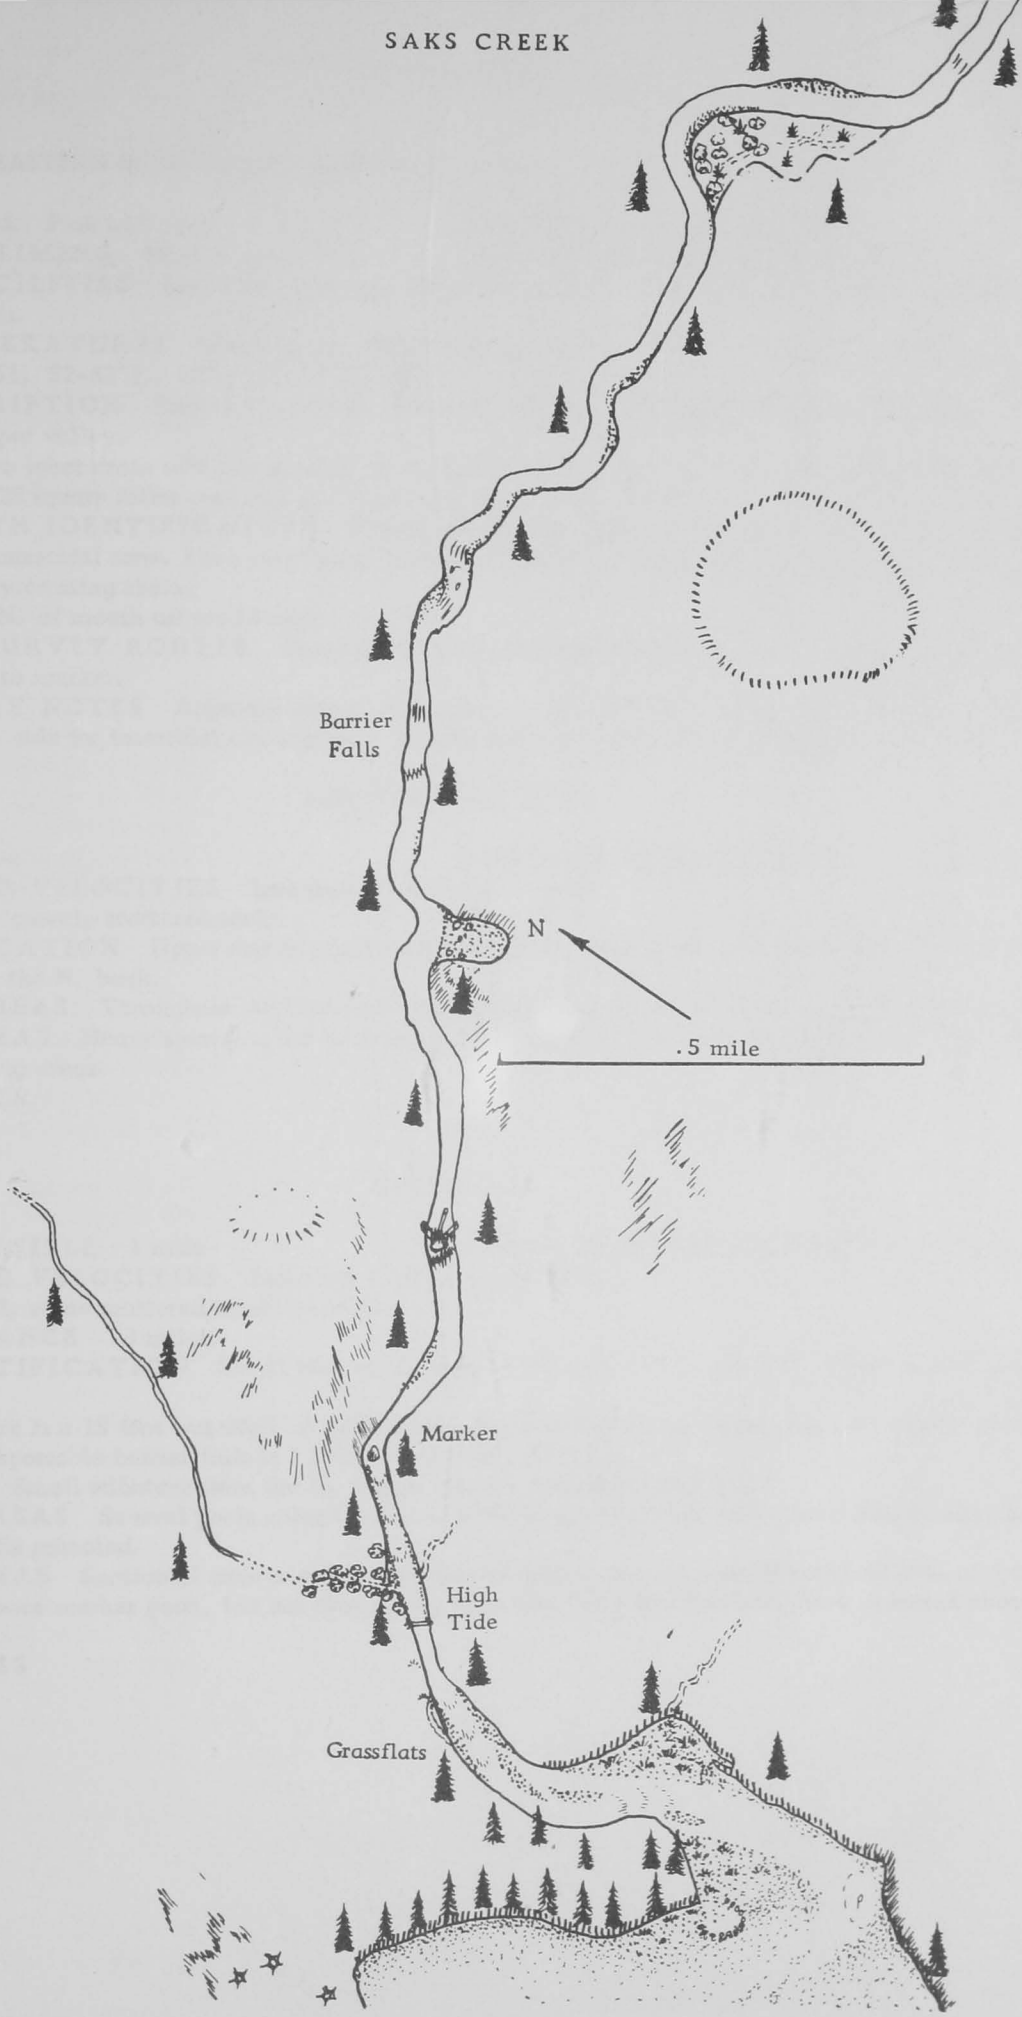 SAKS CREEK
Barrier
Falls
N
.5 mile
Marker
High
Tide
Grassflats
P